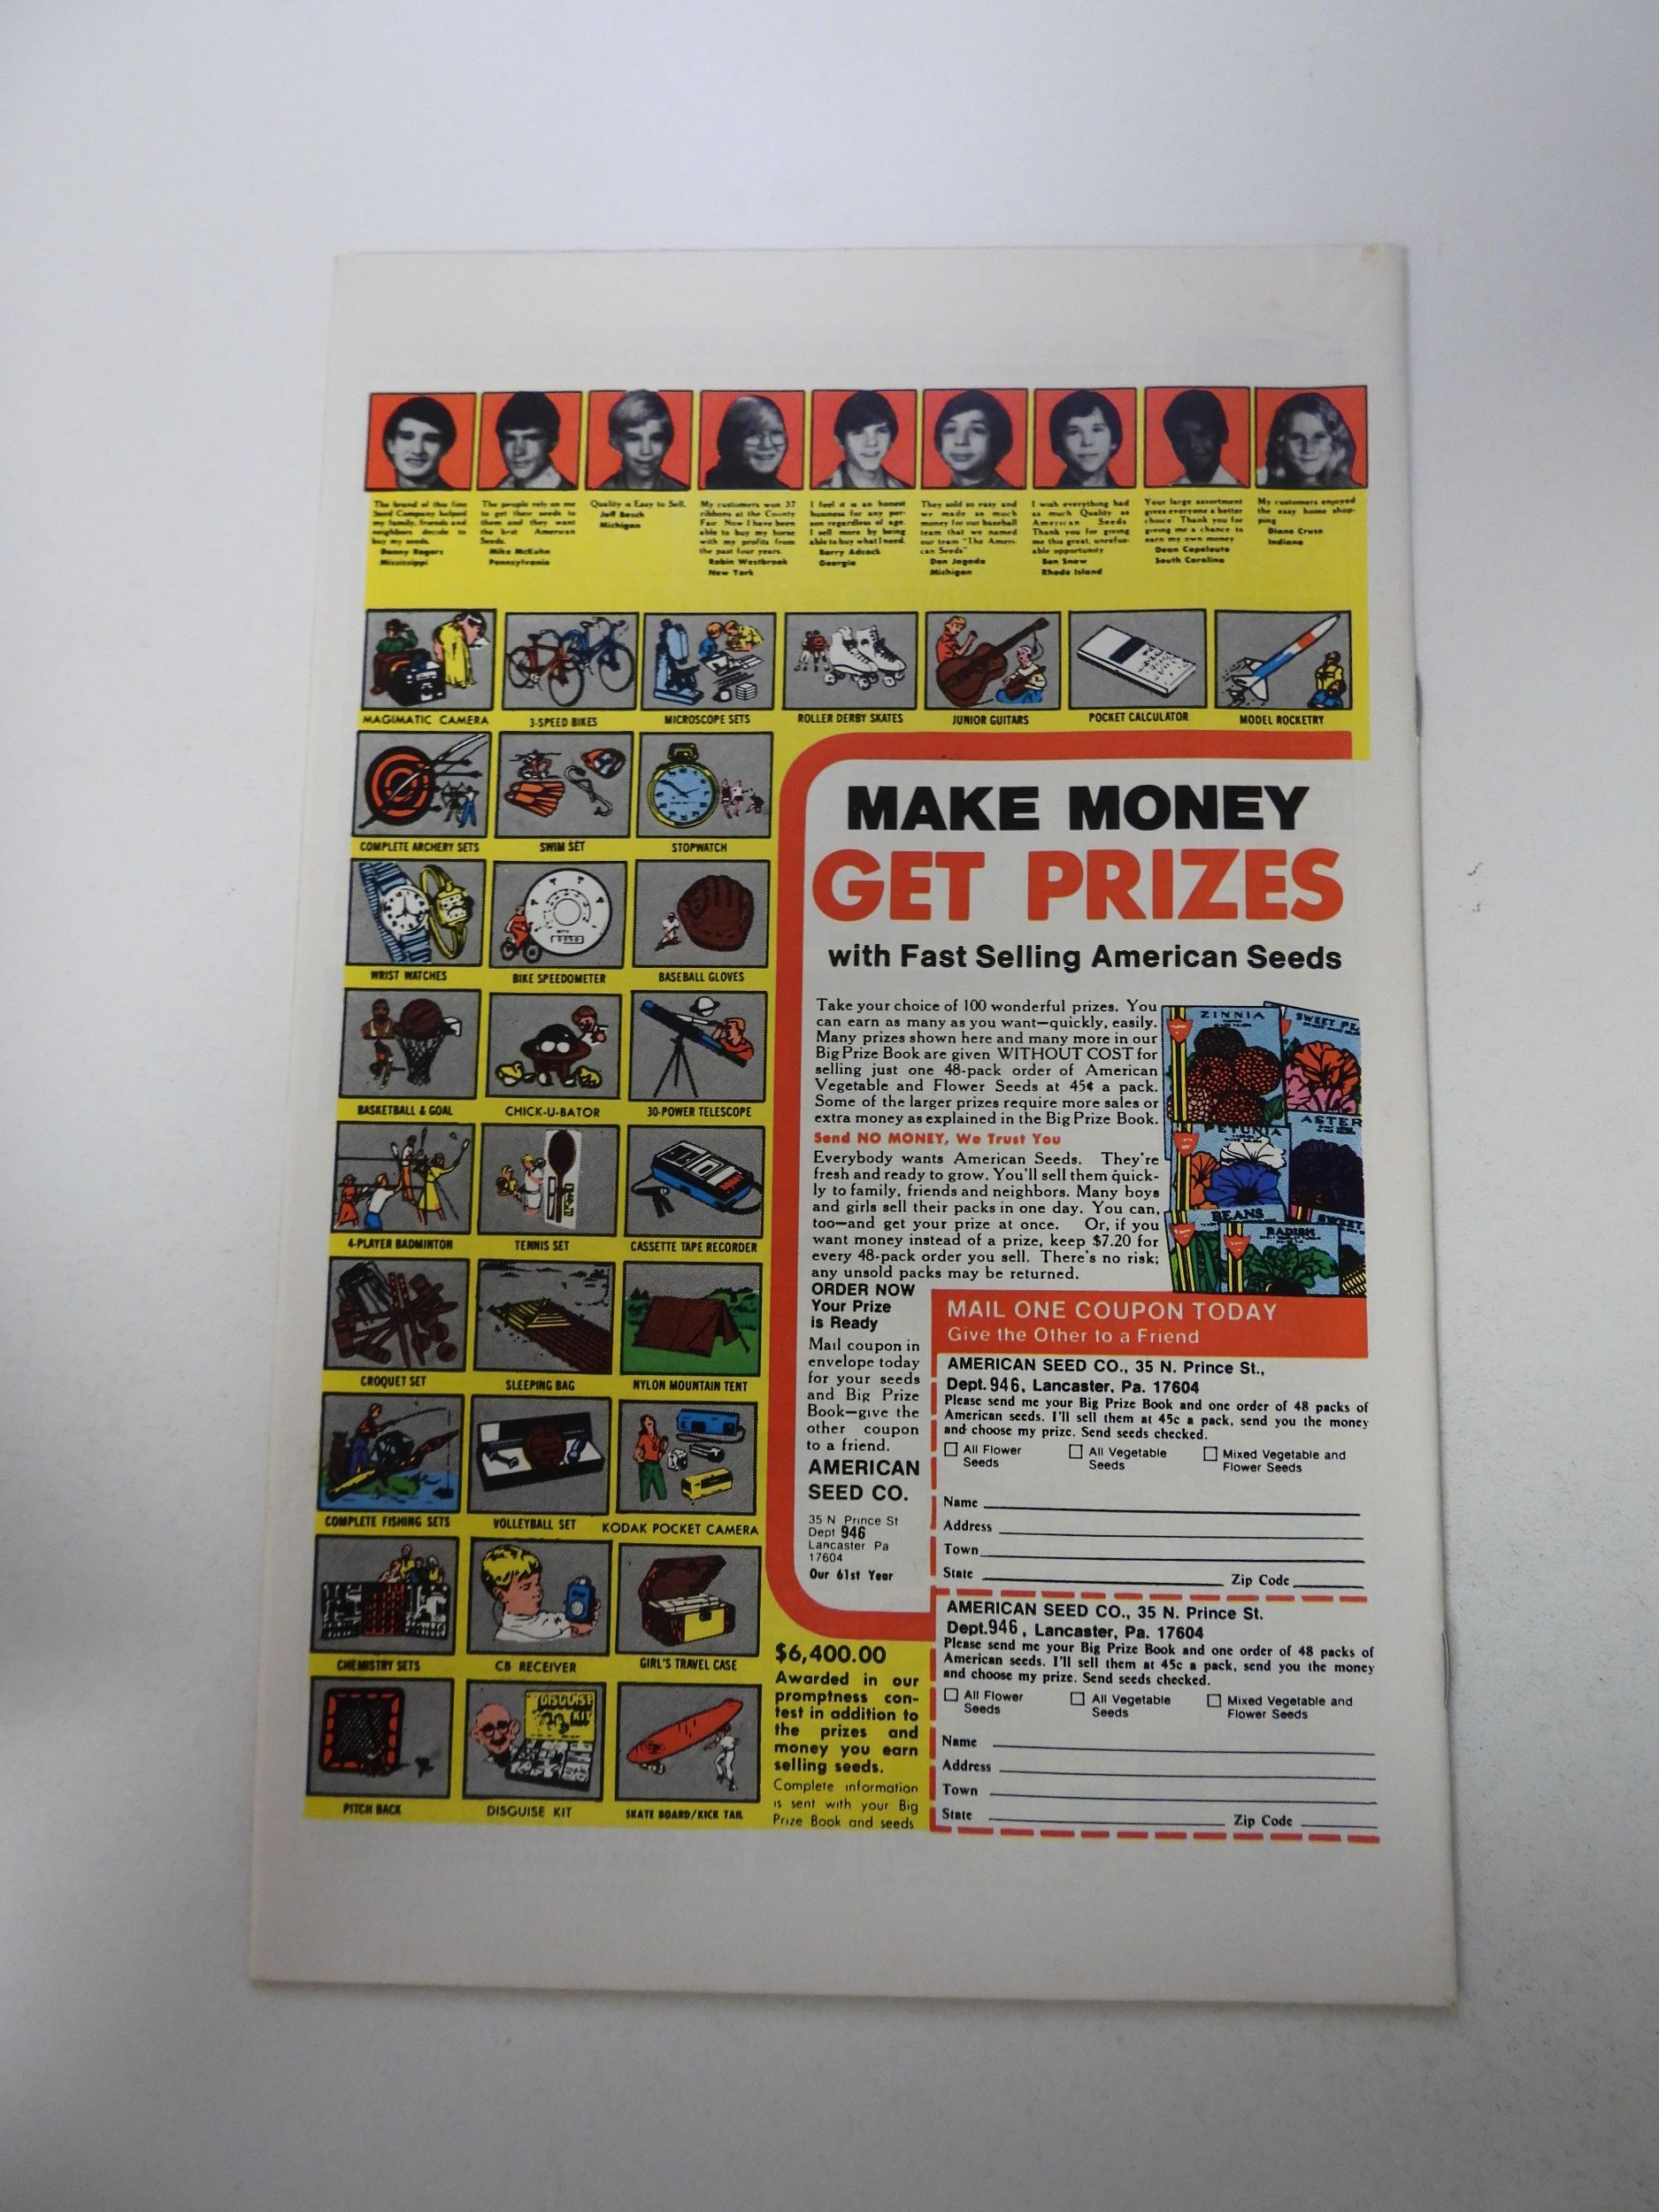 The brand of this fine
Seed Company helped
my family, friends and
neighbors decide to
buy my seeds.
Danny Rogers
Mississippi
The people rely on me
to get their seeds to
them and they want
the best American
Seeds.
Mike McKuhn
Pennsylvania
Quality is Easy to Sell.
Jeff Besch
Michigan
My customers won 37
ribbons at the County
Fair Now I have been
able to buy my horse
with my profits from
the past four years.
Robin Westbrook
New York
I feel it is an honest
business for any per-
son regardless of age.
I sell more by being
able to buy what I need.
Barry Adcock
Georgia
They sold so easy and
we made so much
money for our baseball
team that we named
our team "The Ameri-
can Seeds"
Dan Jagoda
Michigan
I wish everything had
as much Quality as
American Seeds
Thank you for giving
me this great, unrefus-
able opportunity
Ben Snow
Rhode Island
Your large assortment
gives everyone a better
choice Thank you for
giving me a chance to
earn my own money
Dean Capelouto
South Carolina
My customers enjoyed
the easy home shop-
ping
Diana Cruse
Indiana
MAGIMATIC CAMERA
3-SPEED BIKES
MICROSCOPE SETS
ROLLER DERBY SKATES
JUNIOR GUITARS
POCKET CALCULATOR
MODEL ROCKETRY
COMPLETE ARCHERY SETS
SWIM SET
STOPWATCH
WRIST WATCHES
BIKE SPEEDOMETER
BASEBALL GLOVES
BASKETBALL & GOAL
CHICK-U-BATOR
30-POWER TELESCOPE
4-PLAYER BADMINTON
TENNIS SET
CASSETTE TAPE RECORDER
CROQUET SET
SLEEPING BAG
NYLON MOUNTAIN TENT
COMPLETE FISHING SETS
VOLLEYBALL SET
KODAK POCKET CAMERA
CHEMISTRY SETS
CB RECEIVER
GIRL'S TRAVEL CASE
DISGUISE
KIT
PITCH BACK
DISGUISE KIT
SKATE BOARD/KICK TAIL
MAKE MONEY
GET PRIZES
with Fast Selling American Seeds
Take your choice of 100 wonderful prizes. You
can earn as many as you want—quickly, easily.
Many prizes shown here and many more in our
Big Prize Book are given WITHOUT COST for
selling just one 48-pack order of American
Vegetable and Flower Seeds at 45¢ a pack.
Some of the larger prizes require more sales or
extra money as explained in the Big Prize Book.
Send NO MONEY, We Trust You
Everybody wants American Seeds. They're
fresh and ready to grow. You'll sell them quick-
ly to family, friends and neighbors. Many boys
and girls sell their packs in one day. You can,
too—and get your prize at once. Or, if you
want money instead of a prize, keep $7.20 for
every 48-pack order you sell. There's no risk;
any unsold packs may be returned.
ZINNIA
SWEET PE
ASTER
PETUNIA
BEANS
RADISH
SWEET
ORDER NOW
Your Prize
is Ready
Mail coupon in
envelope today
for your seeds
and Big Prize
Book—give the
other coupon
to a friend.
AMERICAN
SEED CO.
35 N Prince St
Dept 946
Lancaster Pa
17604
Our 61st Year
$6,400.00
Awarded in our
promptness con-
test in addition to
the prizes and
money you earn
selling seeds.
Complete information
is sent with your Big
Prize Book and seeds
MAIL ONE COUPON TODAY
Give the Other to a Friend
AMERICAN SEED CO., 35 N. Prince St.,
Dept. 946, Lancaster, Pa. 17604
Please send me your Big Prize Book and one order of 48 packs of
American seeds. I'll sell them at 45c a pack, send you the money
and choose my prize. Send seeds checked.
All Flower
Seeds
All Vegetable
Seeds
Mixed Vegetable and
Flower Seeds
Name
Address
Town
State Zip Code
AMERICAN SEED CO., 35 N. Prince St.
Dept. 946, Lancaster, Pa. 17604
Please send me your Big Prize Book and one order of 48 packs of
American seeds. I'll sell them at 45c a pack, send you the money
and choose my prize. Send seeds checked.
All Flower
Seeds
All Vegetable
Seeds
Mixed Vegetable and
Flower Seeds
Name
Address
Town
State Zip Code